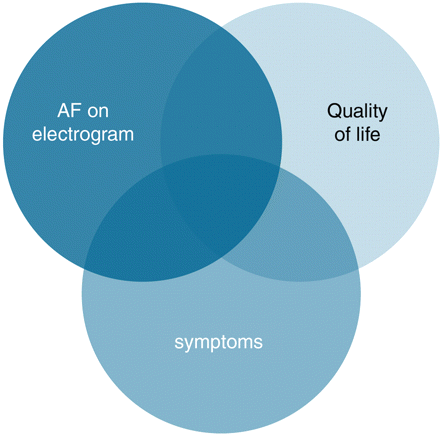 AF on
electrogram
Quality
of life
symptoms